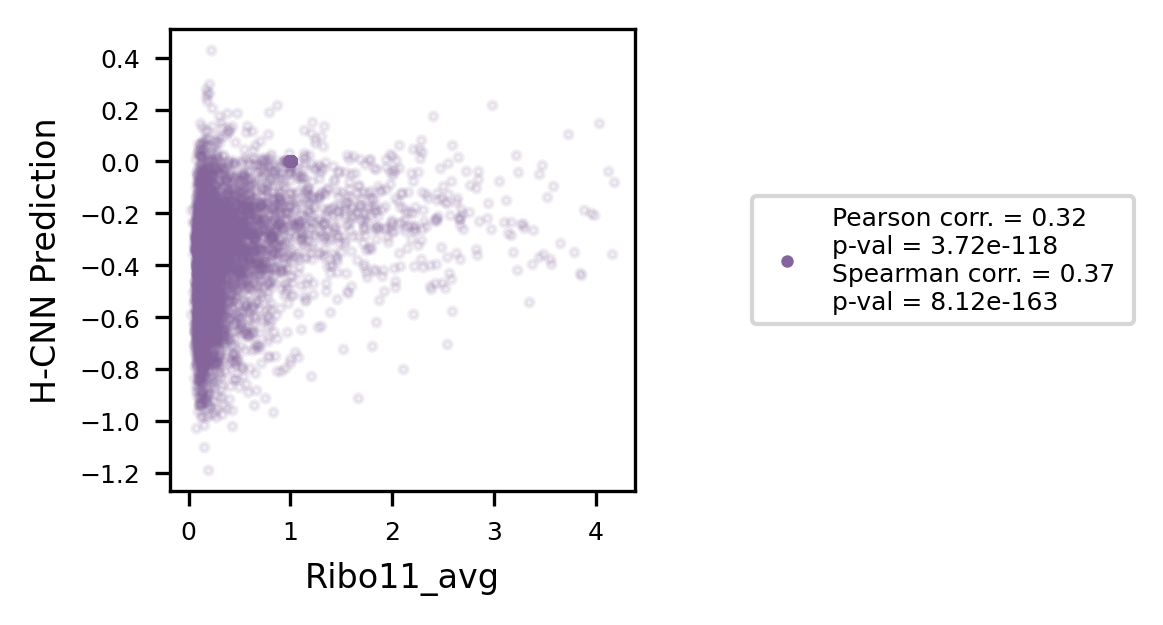 H-CNN Prediction
0.4
0.2
0.0
−0.2
−0.4
−0.6
−0.8
−1.0
−1.2
0 1 2 3 4
Ribo11_avg
Pearson corr. = 0.32
p-val = 3.72e-118
Spearman corr. = 0.37
p-val = 8.12e-163